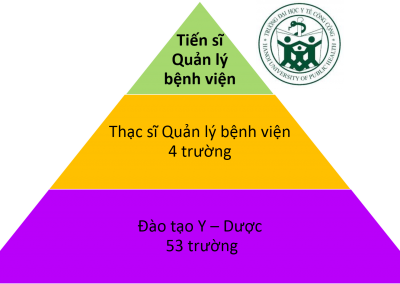 Tiến sĩ
Quản lý
bệnh viện
TRƯỜNG ĐẠI HỌC Y TẾ CÔNG CỘNG
HANOI UNIVERSITY OF PUBLIC HEALTH
Thạc sĩ Quản lý bệnh viện
4 trường
Đào tạo Y – Dược
53 trường